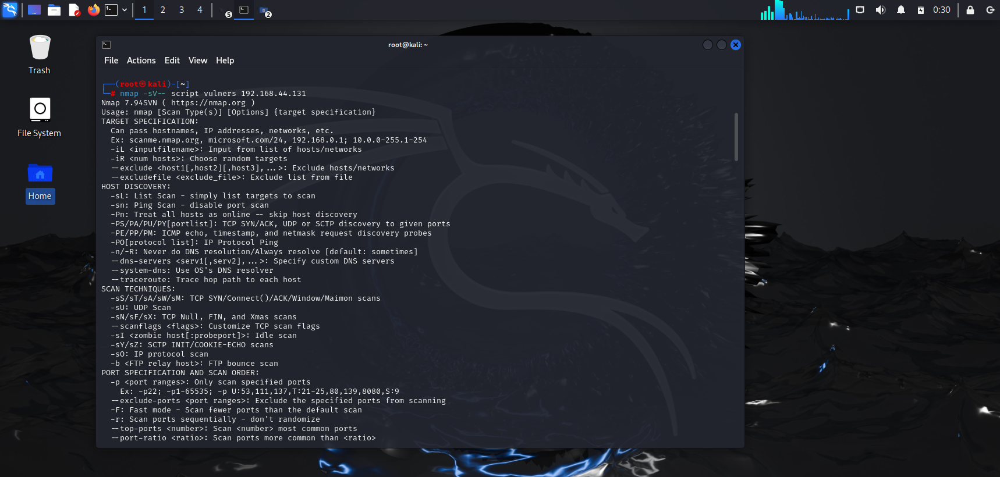 1 2 3 4 5 2 0:30
Trash
File System
Home
root@kali: ~
File Actions Edit View Help
┌──(root㉿kali)-[~]
└─# nmap -sV-- script vulners 192.168.44.131
Nmap 7.94SVN ( https://nmap.org )
Usage: nmap [Scan Type(s)] [Options] {target specification}
TARGET SPECIFICATION:
  Can pass hostnames, IP addresses, networks, etc.
  Ex: scanme.nmap.org, microsoft.com/24, 192.168.0.1; 10.0.0-255.1-254
  -iL <inputfilename>: Input from list of hosts/networks
  -iR <num hosts>: Choose random targets
  --exclude <host1[,host2][,host3],...>: Exclude hosts/networks
  --excludefile <exclude_file>: Exclude list from file
HOST DISCOVERY:
  -sL: List Scan - simply list targets to scan
  -sn: Ping Scan - disable port scan
  -Pn: Treat all hosts as online -- skip host discovery
  -PS/PA/PU/PY[portlist]: TCP SYN/ACK, UDP or SCTP discovery to given ports
  -PE/PP/PM: ICMP echo, timestamp, and netmask request discovery probes
  -PO[protocol list]: IP Protocol Ping
  -n/-R: Never do DNS resolution/Always resolve [default: sometimes]
  --dns-servers <serv1[,serv2],...>: Specify custom DNS servers
  --system-dns: Use OS's DNS resolver
  --traceroute: Trace hop path to each host
SCAN TECHNIQUES:
  -sS/sT/sA/sW/sM: TCP SYN/Connect()/ACK/Window/Maimon scans
  -sU: UDP Scan
  -sN/sF/sX: TCP Null, FIN, and Xmas scans
  --scanflags <flags>: Customize TCP scan flags
  -sI <zombie host[:probeport]>: Idle scan
  -sY/sZ: SCTP INIT/COOKIE-ECHO scans
  -sO: IP protocol scan
  -b <FTP relay host>: FTP bounce scan
PORT SPECIFICATION AND SCAN ORDER:
  -p <port ranges>: Only scan specified ports
    Ex: -p22; -p1-65535; -p U:53,111,137,T:21-25,80,139,8080,S:9
  --exclude-ports <port ranges>: Exclude the specified ports from scanning
  -F: Fast mode - Scan fewer ports than the default scan
  -r: Scan ports sequentially - don't randomize
  --top-ports <number>: Scan <number> most common ports
  --port-ratio <ratio>: Scan ports more common than <ratio>